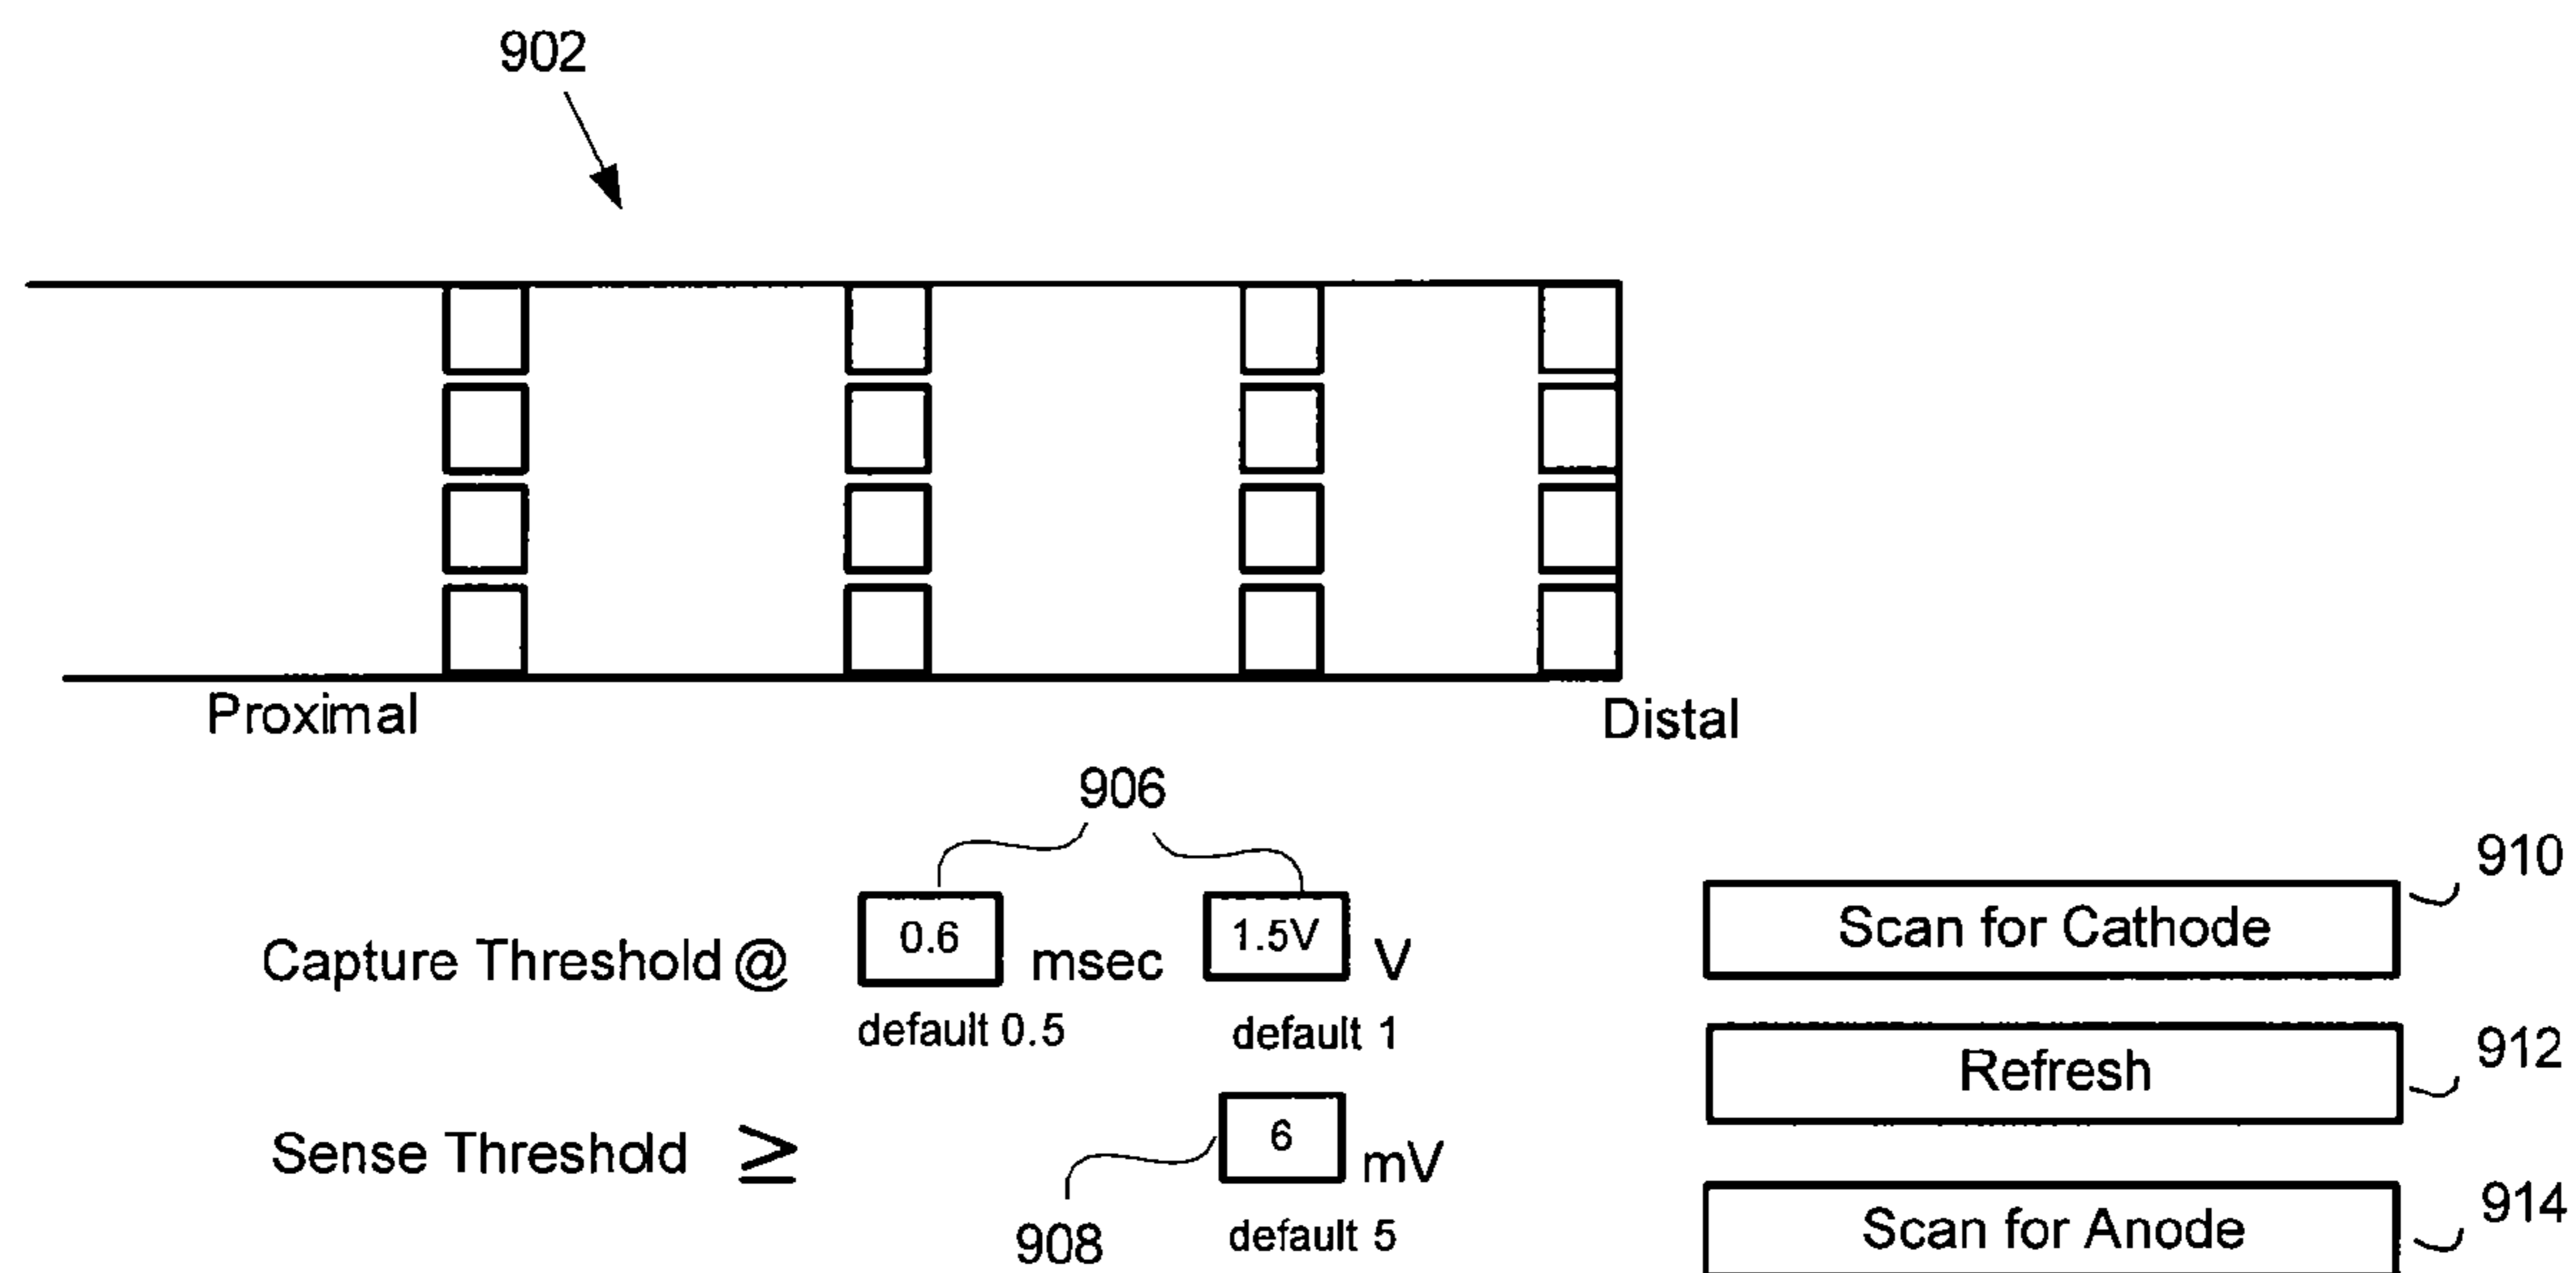 902
Proximal
Distal
906
910
Capture Threshold @ 0.6 msec 1.5V V
Scan for Cathode
default 0.5
default 1
912
Refresh
Sense Threshold ≥ 6 mV
914
Scan for Anode
908
default 5